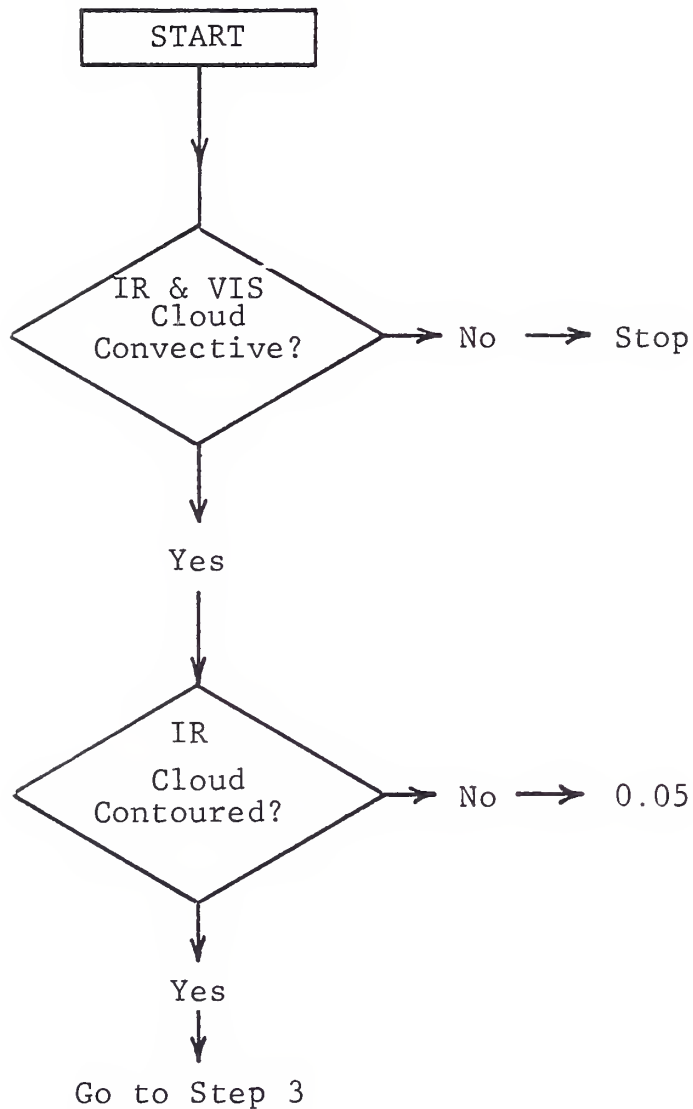 START
IR & VIS
Cloud
Convective?
No
Stop
Yes
IR
Cloud
Contoured?
No
0.05
Yes
Go to Step 3